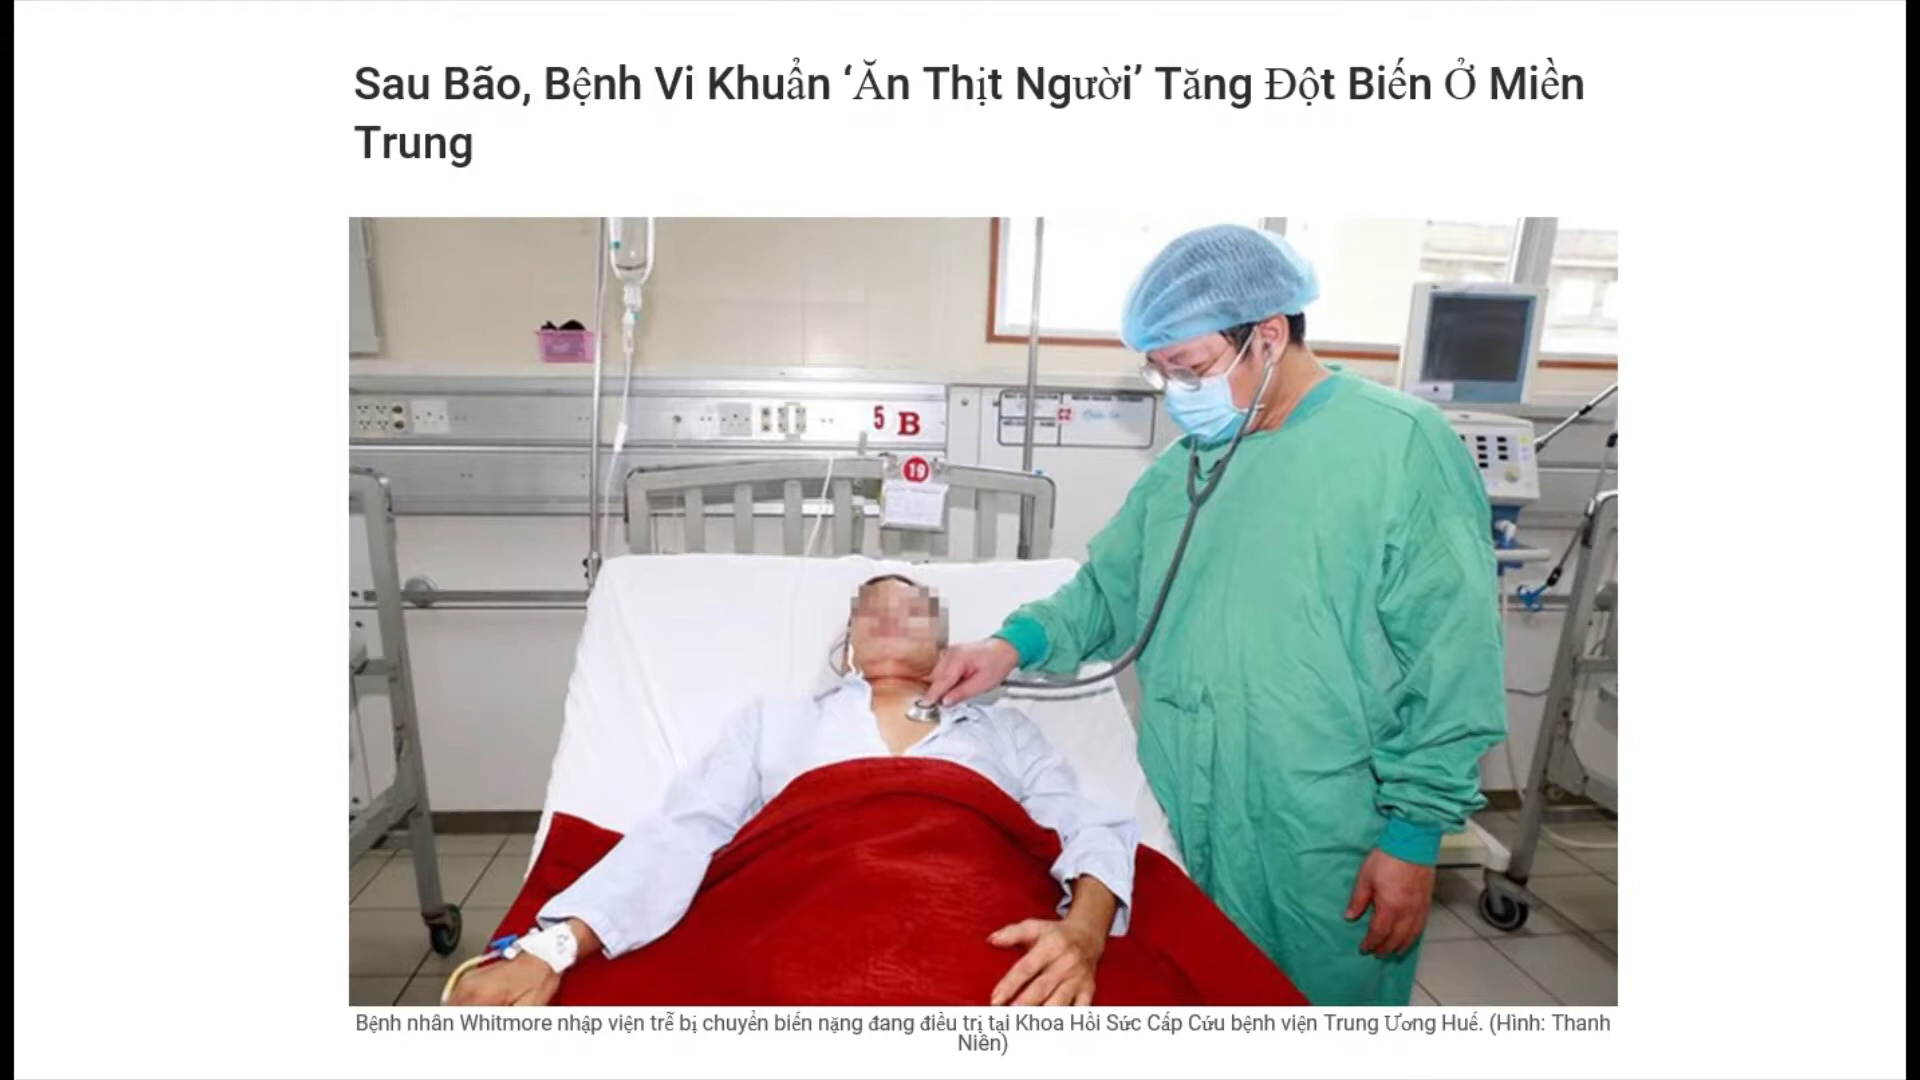 Sau Bão, Bệnh Vi Khuẩn ‘Ăn Thịt Người’ Tăng Đột Biến Ở Miền
Trung
5 B
19
C2
Bệnh nhân Whitmore nhập viện trễ bị chuyển biến nặng đang điều trị tại Khoa Hồi Sức Cấp Cứu bệnh viện Trung Ương Huế. (Hình: Thanh
Niên)